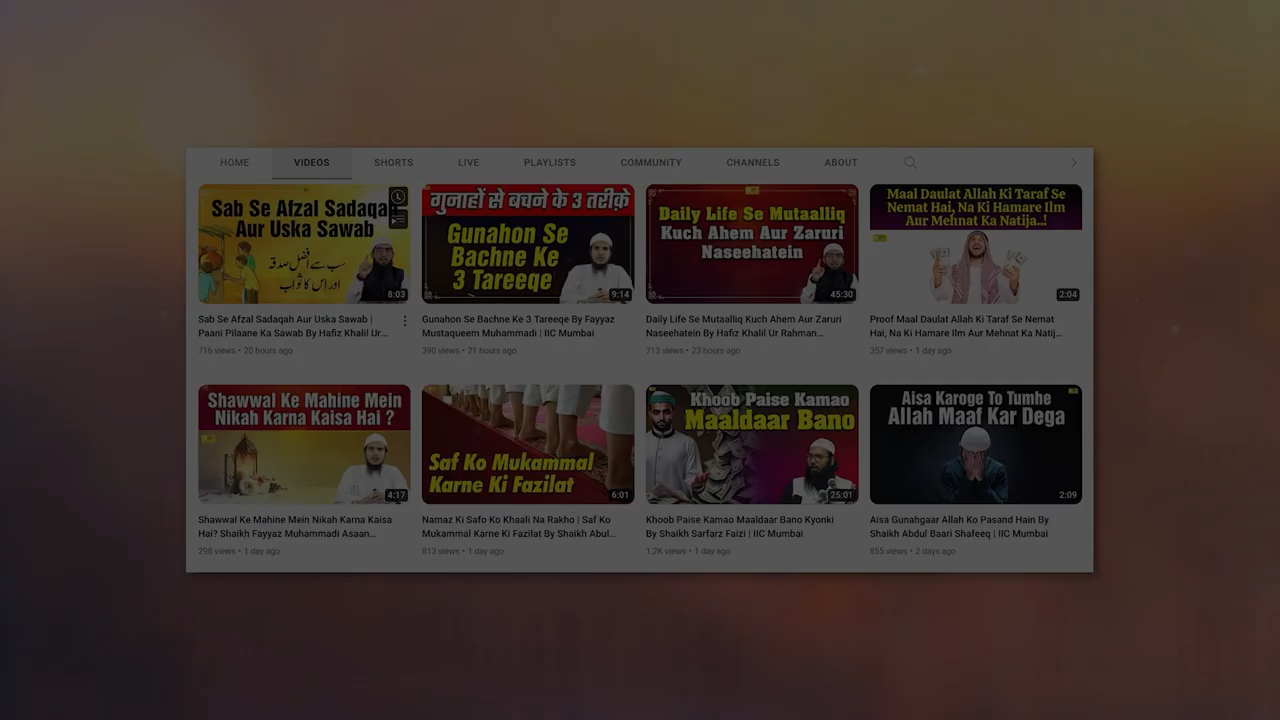 HOME VIDEOS SHORTS LIVE PLAYLISTS COMMUNITY CHANNELS ABOUT
Sab Se Afzal Sadaqah
Aur Uska Sawab
سب سے افضل صدقہ
اور اس کا ثواب
8:03
Sab Se Afzal Sadaqah Aur Uska Sawab |
Paani Pilaane Ka Sawab By Hafiz Khalil Ur...
716 views • 20 hours ago
गुनाहों से बचने के 3 तरीक़े
Gunahon Se
Bachne Ke
3 Tareeqe
9:14
Gunahon Se Bachne Ke 3 Tareeqe By Fayyaz
Mustaqueem Muhammadi | IIC Mumbai
390 views • 21 hours ago
Daily Life Se Mutaalliq
Kuch Ahem Aur Zaruri
Naseehatein
45:30
Daily Life Se Mutaalliq Kuch Ahem Aur Zaruri
Naseehatein By Hafiz Khalil Ur Rahman...
713 views • 23 hours ago
Maal Daulat Allah Ki Taraf Se
Nemat Hai, Na Ki Hamare Ilm
Aur Mehnat Ka Natija..!
2:04
Proof Maal Daulat Allah Ki Taraf Se Nemat
Hai, Na Ki Hamare Ilm Aur Mehnat Ka Natij...
357 views • 1 day ago
Shawwal Ke Mahine Mein
Nikah Karna Kaisa Hai ?
4:17
Shawwal Ke Mahine Mein Nikah Karna Kaisa
Hai? Shaikh Fayyaz Muhammadi Asaan...
298 views • 1 day ago
Saf Ko Mukammal
Karne Ki Fazilat
6:01
Namaz Ki Safo Ko Khaali Na Rakho | Saf Ko
Mukammal Karne Ki Fazilat By Shaikh Abul...
813 views • 1 day ago
Khoob Paise Kamao
Maaldaar Bano
25:01
Khoob Paise Kamao Maaldaar Bano Kyonki
By Shaikh Sarfarz Faizi | IIC Mumbai
1.2K views • 1 day ago
Aisa Karoge To Tumhe
Allah Maaf Kar Dega
2:09
Aisa Gunahgaar Allah Ko Pasand Hain By
Shaikh Abdul Baari Shafeeq | IIC Mumbai
855 views • 2 days ago